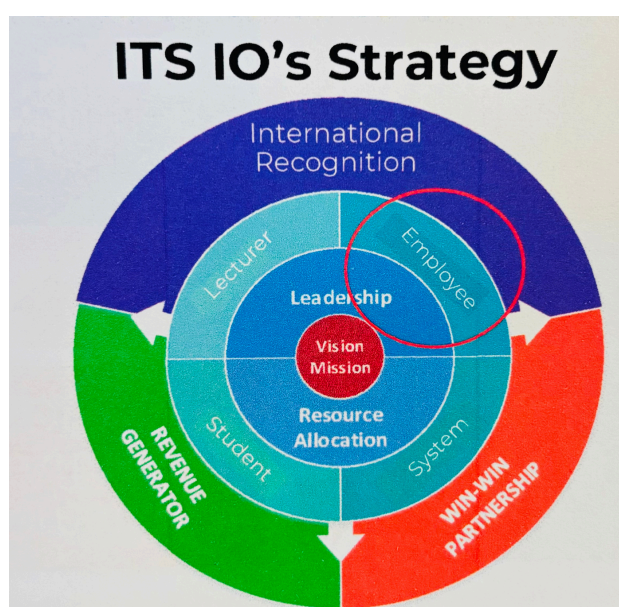 ITS IO's Strategy
International
Recognition
Lecturer
Employee
Leadership
Vision
Mission
Resource
Allocation
Student
System
REVENUE
GENERATOR
WIN-WIN
PARTNERSHIP